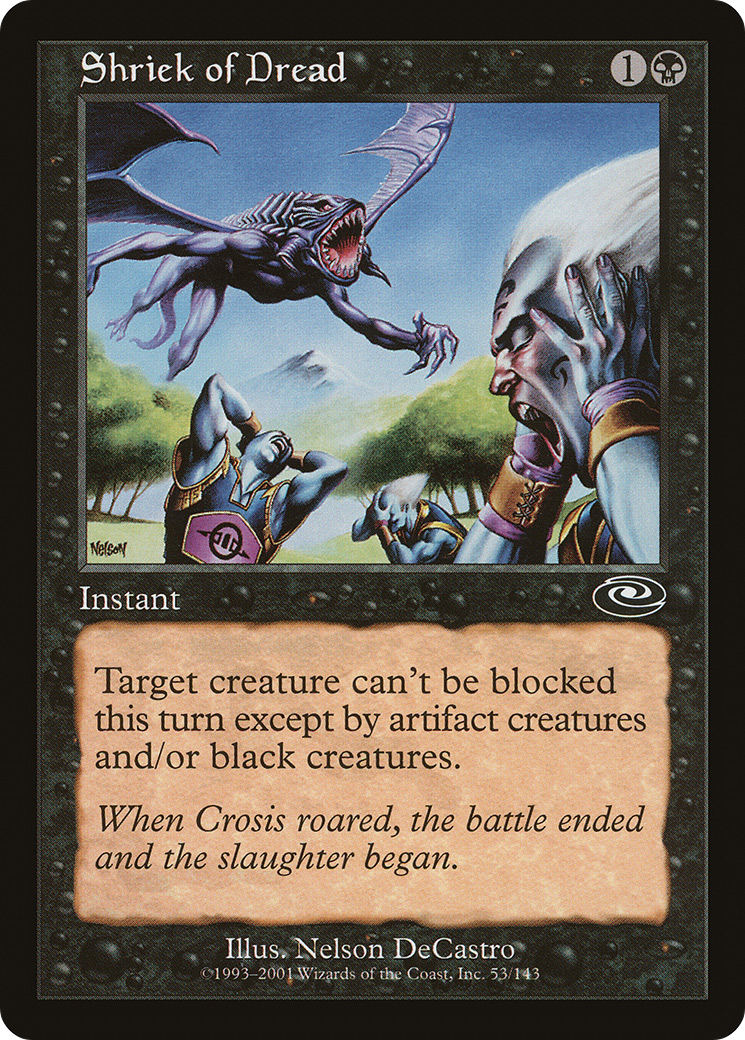 Shriek of Dread 1
NELSON
Instant
Target creature can't be blocked
this turn except by artifact creatures
and/or black creatures.
When Crosis roared, the battle ended
and the slaughter began.
Illus. Nelson DeCastro
©1993–2001 Wizards of the Coast, Inc. 53/143